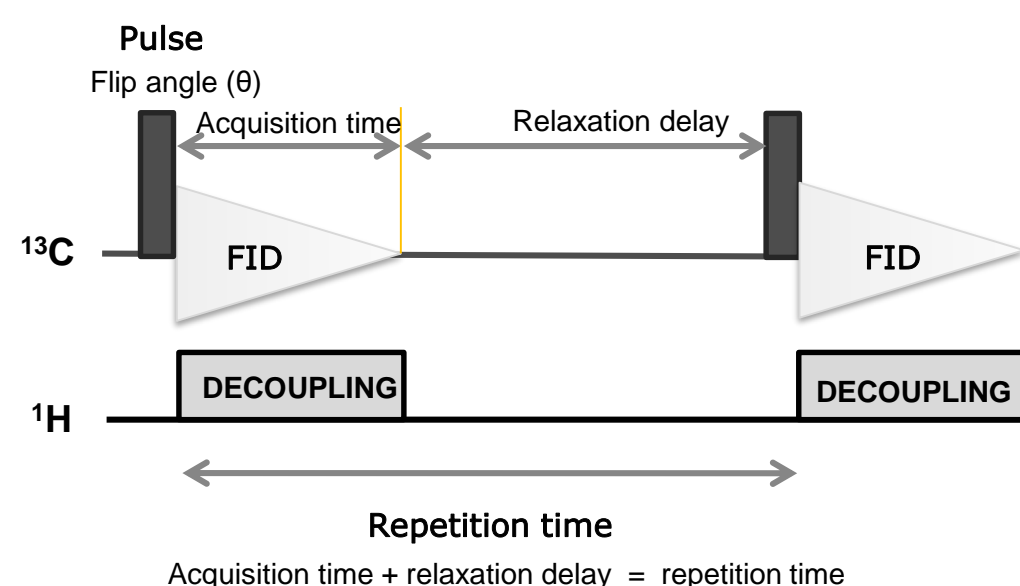 Pulse
Flip angle (θ)
Acquisition time
Relaxation delay
¹³C
FID
FID
DECOUPLING
DECOUPLING
¹H
Repetition time
Acquisition time + relaxation delay = repetition time